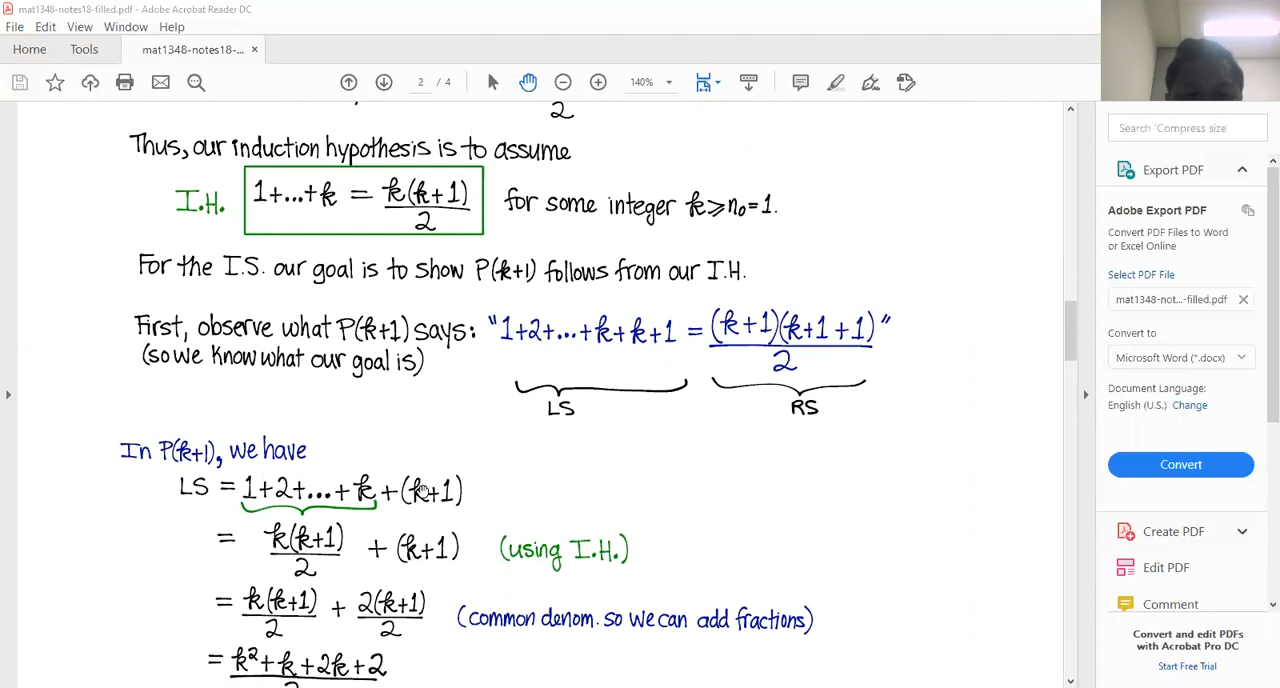 mat1348-notes18-filled.pdf - Adobe Acrobat Reader DC
File Edit View Window Help
Home Tools mat1348-notes18-... ×
2 / 4 140%
2
Thus, our induction hypothesis is to assume
I.H. 1+...+k = k(k+1)/2 for some integer k⩾n₀=1.
For the I.S. our goal is to show P(k+1) follows from our I.H.
First, observe what P(k+1) says: "1+2+...+k+k+1 = (k+1)(k+1+1)/2"
(so we know what our goal is)
LS RS
In P(k+1), we have
LS = 1+2+...+k+(k+1)
= k(k+1)/2 + (k+1) (using I.H.)
= k(k+1)/2 + 2(k+1)/2 (common denom. so we can add fractions)
= k²+k+2k+2
Search 'Compress size'
Export PDF
Adobe Export PDF
Convert PDF Files to Word
or Excel Online
Select PDF File
mat1348-not...-filled.pdf ×
Convert to
Microsoft Word (*.docx)
Document Language:
English (U.S.) Change
Convert
Create PDF
Edit PDF
Comment
Convert and edit PDFs
with Acrobat Pro DC
Start Free Trial